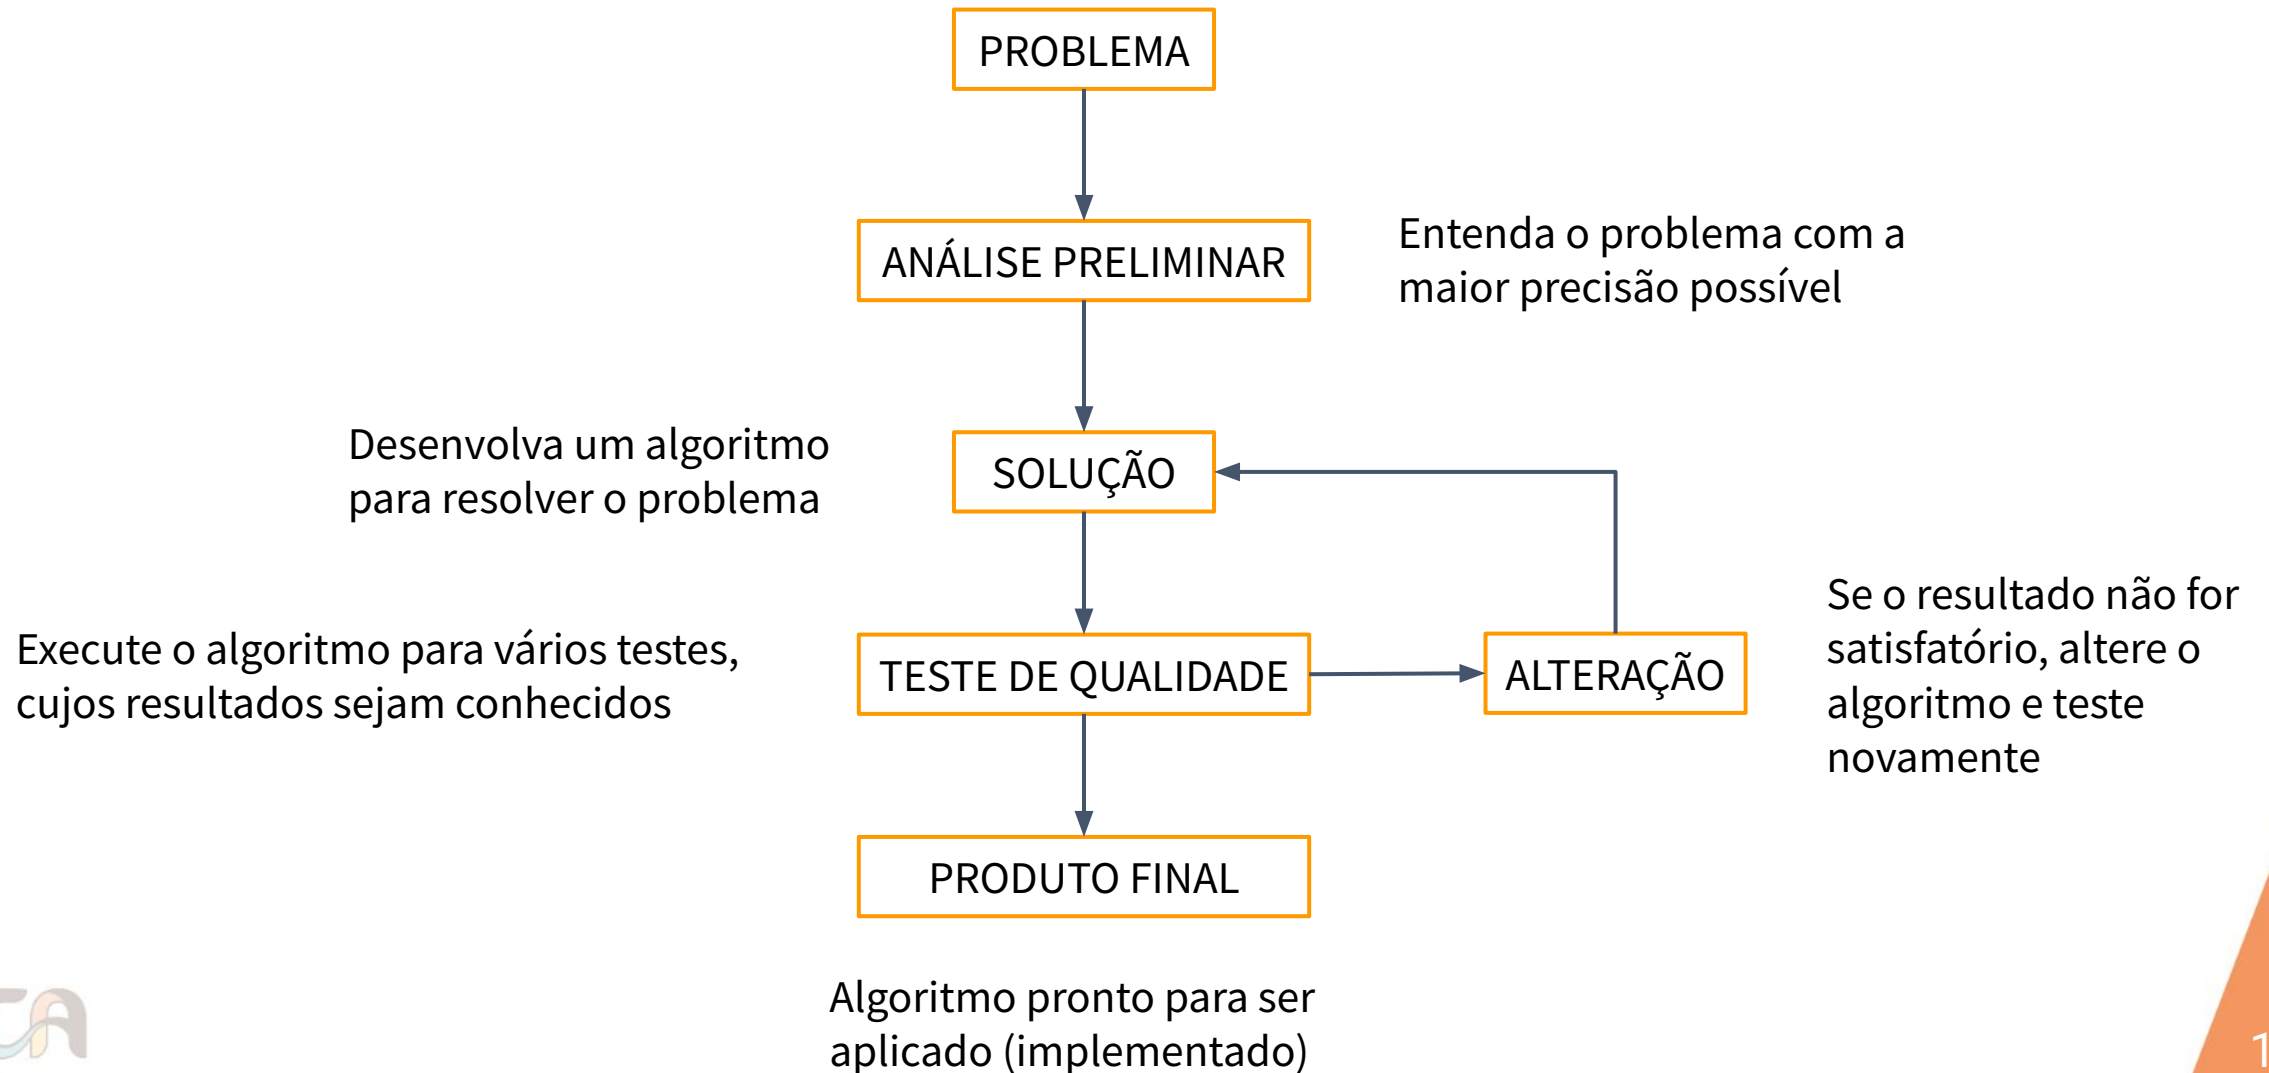 PROBLEMA
ANÁLISE PRELIMINAR
Entenda o problema com a
maior precisão possível
Desenvolva um algoritmo
para resolver o problema
SOLUÇÃO
Execute o algoritmo para vários testes,
cujos resultados sejam conhecidos
TESTE DE QUALIDADE
ALTERAÇÃO
Se o resultado não for
satisfatório, altere o
algoritmo e teste
novamente
PRODUTO FINAL
Algoritmo pronto para ser
aplicado (implementado)